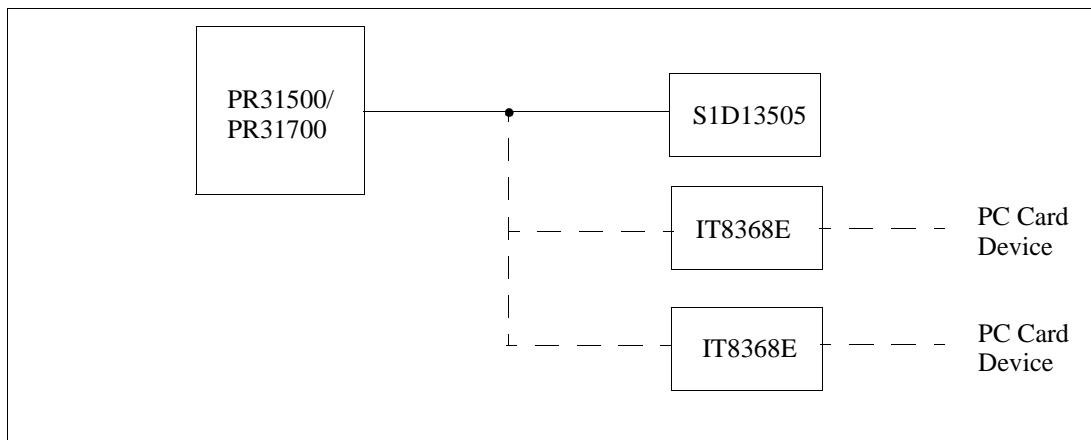 PR31500/
PR31700
S1D13505
IT8368E
PC Card
Device
IT8368E
PC Card
Device